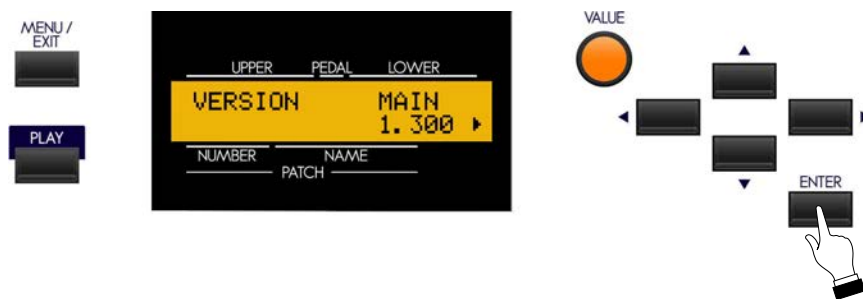 MENU /
EXIT
PLAY
UPPER PEDAL LOWER
VERSION MAIN
1.300 ▶
NUMBER NAME
PATCH
VALUE
▲
◀ ▶
▼
ENTER